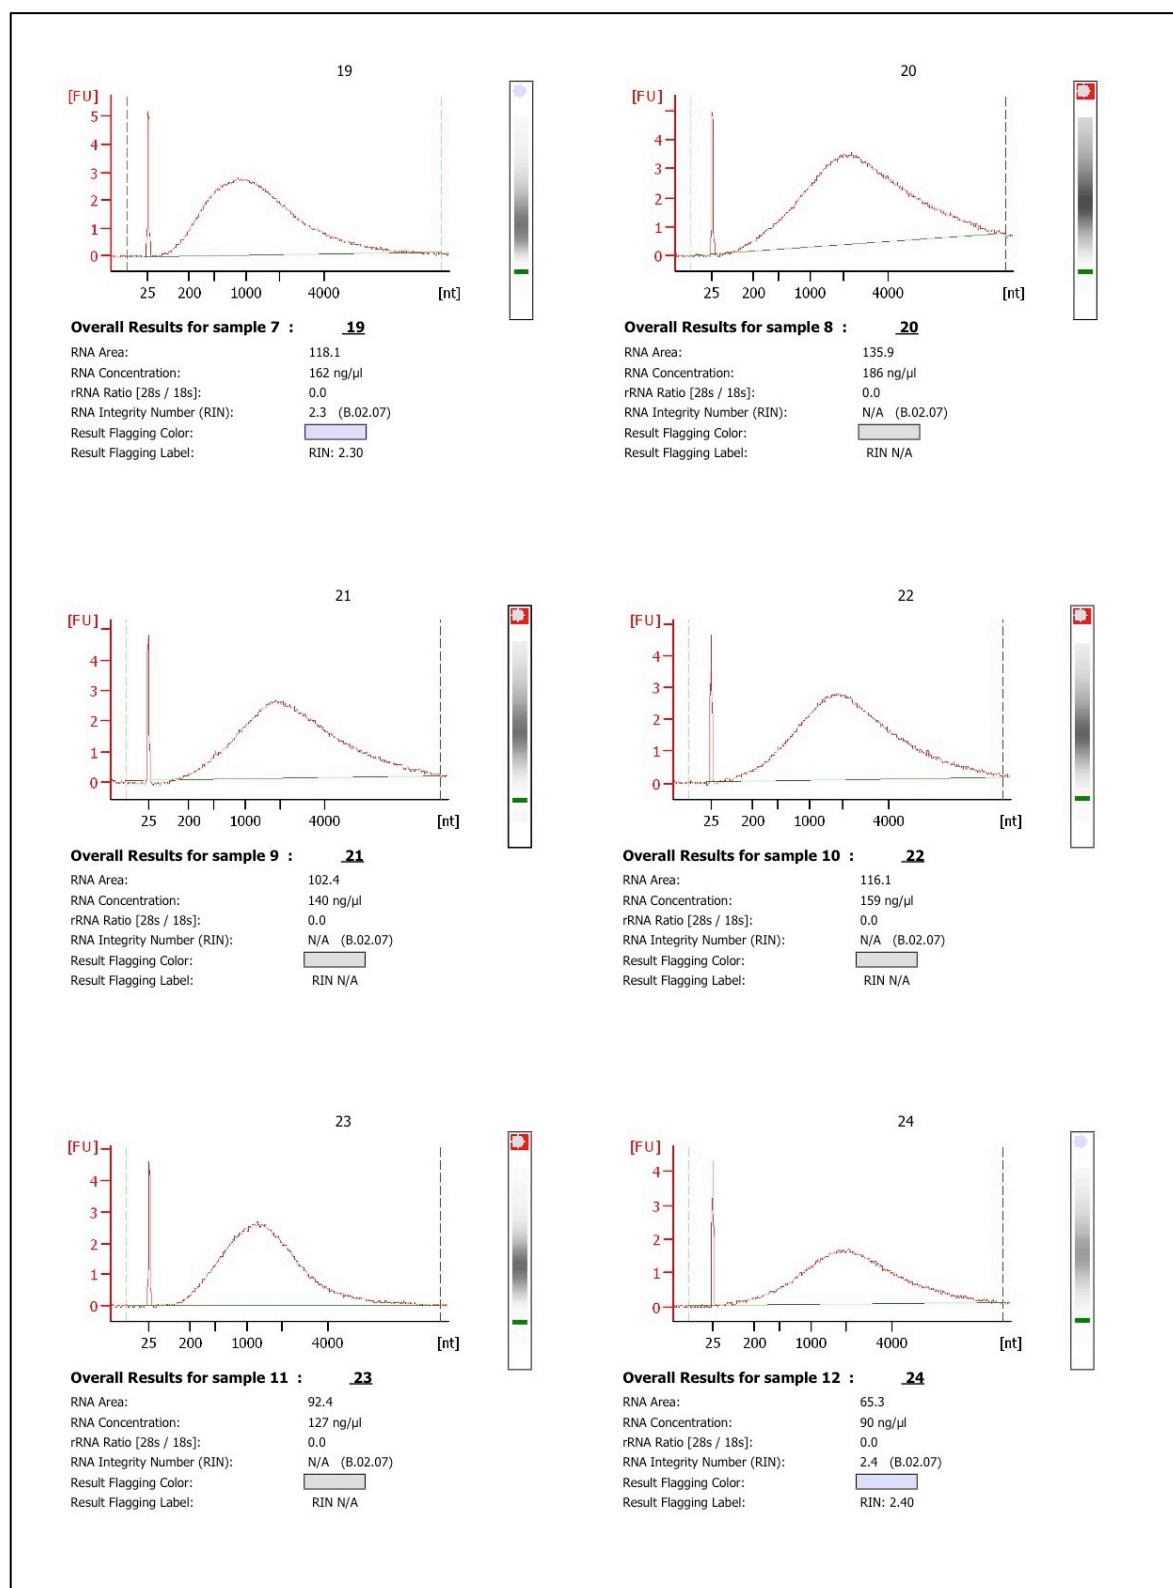 19
[FU]
5
4
3
2
1
0
25 200 1000 4000 [nt]
Overall Results for sample 7 : 19
RNA Area: 118.1
RNA Concentration: 162 ng/µl
rRNA Ratio [28s / 18s]: 0.0
RNA Integrity Number (RIN): 2.3 (B.02.07)
Result Flagging Color:
Result Flagging Label: RIN: 2.30
20
[FU]
4
3
2
1
0
25 200 1000 4000 [nt]
Overall Results for sample 8 : 20
RNA Area: 135.9
RNA Concentration: 186 ng/µl
rRNA Ratio [28s / 18s]: 0.0
RNA Integrity Number (RIN): N/A (B.02.07)
Result Flagging Color:
Result Flagging Label: RIN N/A
21
[FU]
4
3
2
1
0
25 200 1000 4000 [nt]
Overall Results for sample 9 : 21
RNA Area: 102.4
RNA Concentration: 140 ng/µl
rRNA Ratio [28s / 18s]: 0.0
RNA Integrity Number (RIN): N/A (B.02.07)
Result Flagging Color:
Result Flagging Label: RIN N/A
22
[FU]
4
3
2
1
0
25 200 1000 4000 [nt]
Overall Results for sample 10 : 22
RNA Area: 116.1
RNA Concentration: 159 ng/µl
rRNA Ratio [28s / 18s]: 0.0
RNA Integrity Number (RIN): N/A (B.02.07)
Result Flagging Color:
Result Flagging Label: RIN N/A
23
[FU]
4
3
2
1
0
25 200 1000 4000 [nt]
Overall Results for sample 11 : 23
RNA Area: 92.4
RNA Concentration: 127 ng/µl
rRNA Ratio [28s / 18s]: 0.0
RNA Integrity Number (RIN): N/A (B.02.07)
Result Flagging Color:
Result Flagging Label: RIN N/A
24
[FU]
4
3
2
1
0
25 200 1000 4000 [nt]
Overall Results for sample 12 : 24
RNA Area: 65.3
RNA Concentration: 90 ng/µl
rRNA Ratio [28s / 18s]: 0.0
RNA Integrity Number (RIN): 2.4 (B.02.07)
Result Flagging Color:
Result Flagging Label: RIN: 2.40